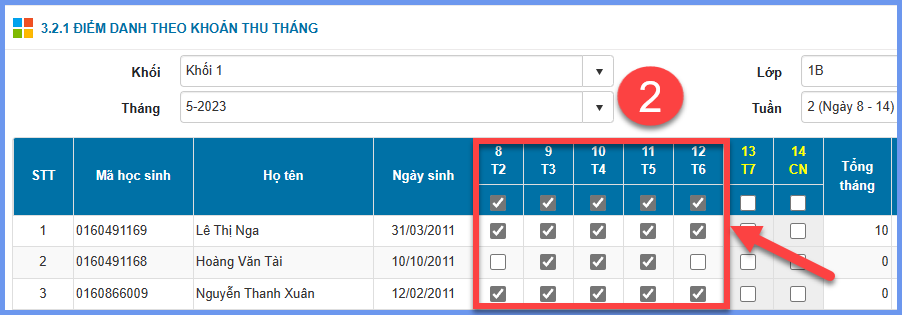 3.2.1 ĐIỂM DANH THEO KHOẢN THU THÁNG
Khối Khối 1 Lớp 1B
Tháng 5-2023 Tuần 2 (Ngày 8 - 14)
2
STT Mã học sinh Họ tên Ngày sinh 8 T2 9 T3 10 T4 11 T5 12 T6 13 T7 14 CN Tổng tháng
1 0160491169 Lê Thị Nga 31/03/2011 10
2 0160491168 Hoàng Văn Tài 10/10/2011 0
3 0160866009 Nguyễn Thanh Xuân 12/02/2011 0